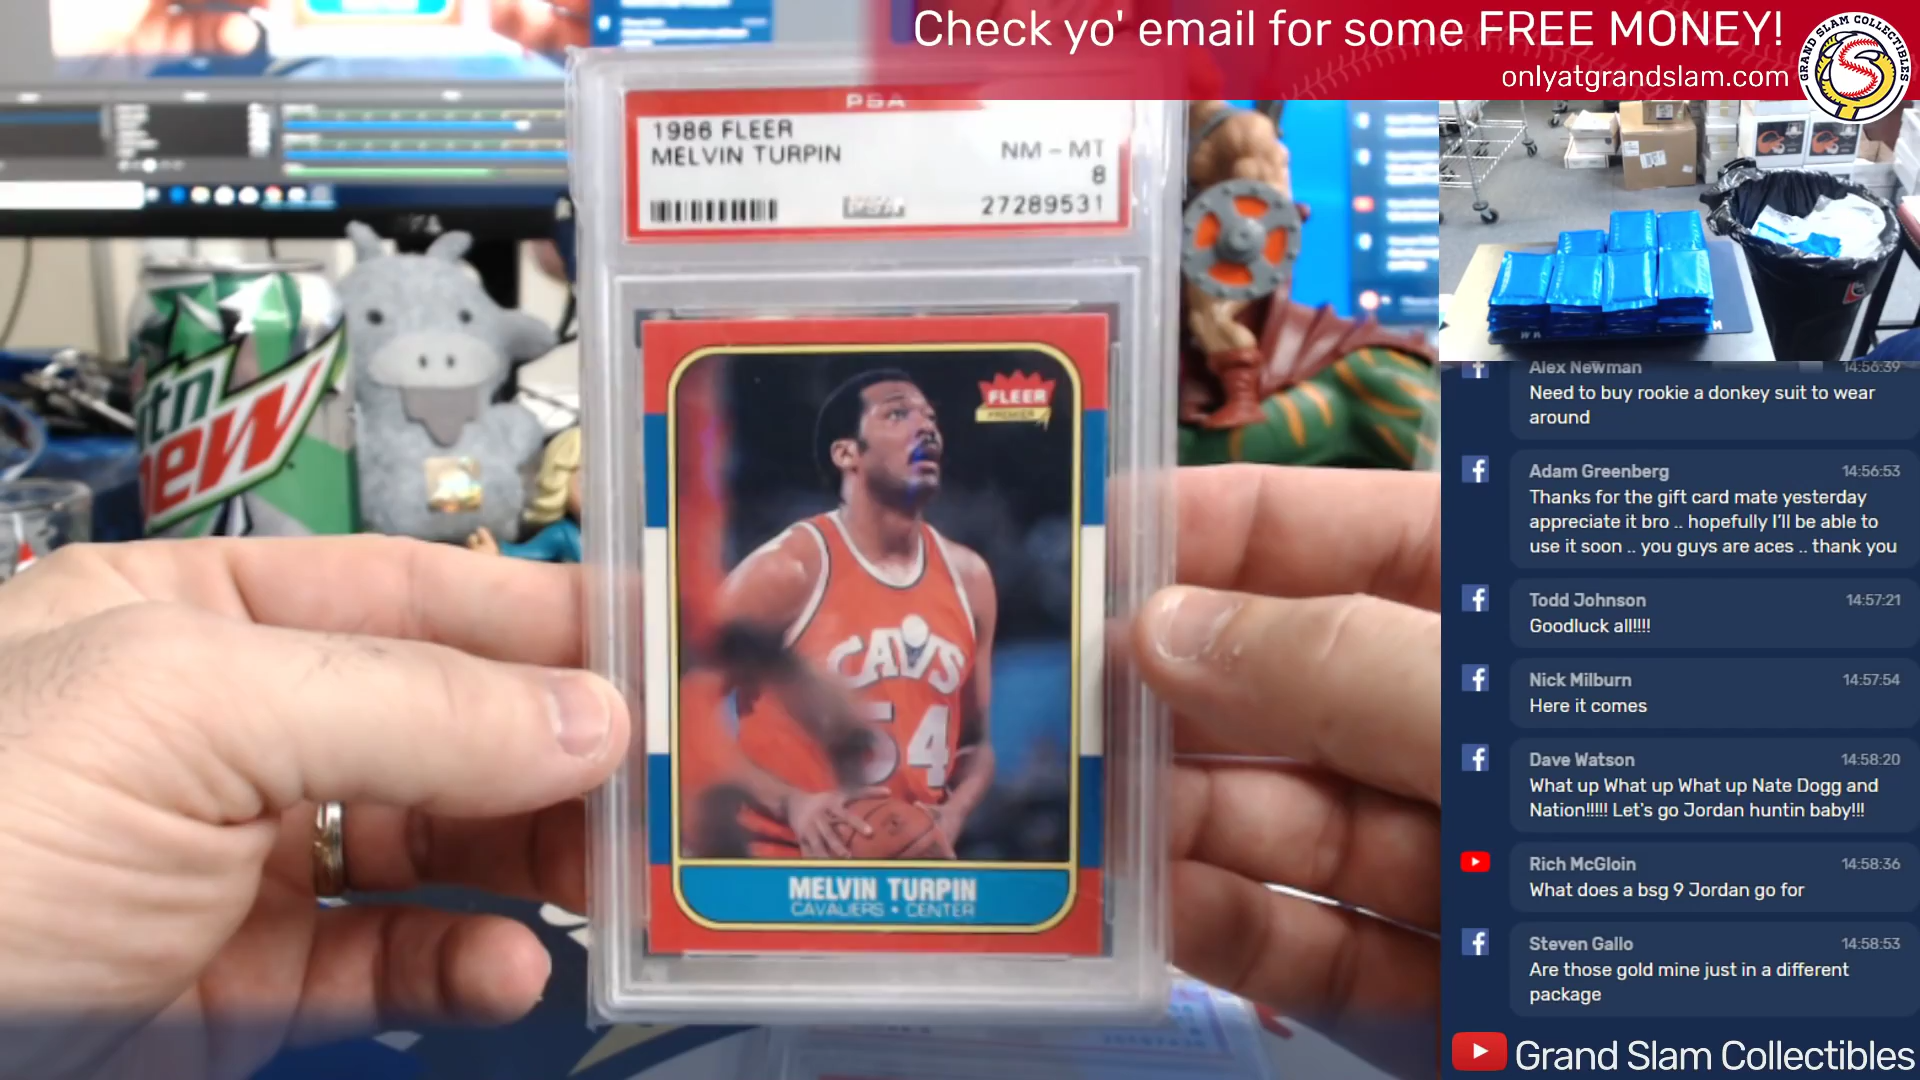 Check yo' email for some FREE MONEY!
onlyatgrandslam.com
GRAND SLAM COLLECTIBLES
PSA
1986 FLEER
MELVIN TURPIN
NM - MT
8
27289531
mtn
DEW
FLEER
PREMIER
CAVS
54
MELVIN TURPIN
CAVALIERS • CENTER
Alex Newman 14:56:39
Need to buy rookie a donkey suit to wear
around
Adam Greenberg 14:56:53
Thanks for the gift card mate yesterday
appreciate it bro .. hopefully I'll be able to
use it soon .. you guys are aces .. thank you
Todd Johnson 14:57:21
Goodluck all!!!!
Nick Milburn 14:57:54
Here it comes
Dave Watson 14:58:20
What up What up What up Nate Dogg and
Nation!!!!! Let's go Jordan huntin baby!!!
Rich McGloin 14:58:36
What does a bsg 9 Jordan go for
Steven Gallo 14:58:53
Are those gold mine just in a different
package
Grand Slam Collectibles